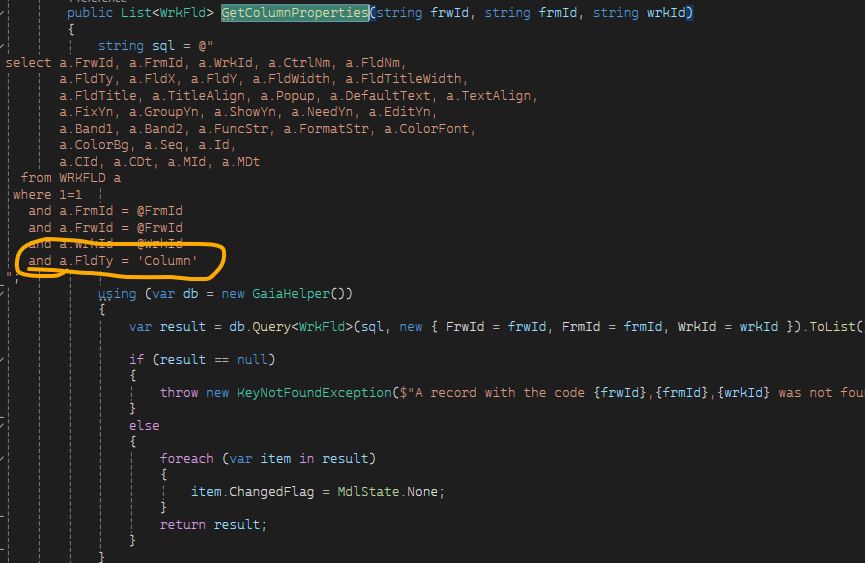 public List<WrkFld> GetColumnProperties(string frwId, string frmId, string wrkId)
{
string sql = @"
select a.FrwId, a.FrmId, a.WrkId, a.CtrlNm, a.FldNm,
a.FldTy, a.FldX, a.FldY, a.FldWidth, a.FldTitleWidth,
a.FldTitle, a.TitleAlign, a.Popup, a.DefaultText, a.TextAlign,
a.FixYn, a.GroupYn, a.ShowYn, a.NeedYn, a.EditYn,
a.Band1, a.Band2, a.FuncStr, a.FormatStr, a.ColorFont,
a.ColorBg, a.Seq, a.Id,
a.CId, a.CDt, a.MId, a.MDt
from WRKFLD a
where 1=1
and a.FrmId = @FrmId
and a.FrwId = @FrwId
and a.WrkId = @WrkId
and a.FldTy = 'Column'
";
using (var db = new GaiaHelper())
{
var result = db.Query<WrkFld>(sql, new { FrwId = frwId, FrmId = frmId, WrkId = wrkId }).ToList(
if (result == null)
{
throw new KeyNotFoundException($"A record with the code {frwId},{frmId},{wrkId} was not
}
else
{
foreach (var item in result)
{
item.ChangedFlag = MdlState.None;
}
return result;
}
}